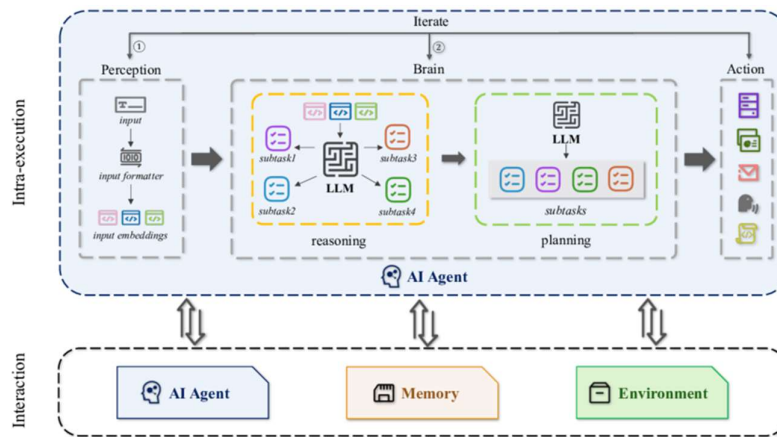 Iterate
① ②
Perception Brain Action
Intra-execution
T
input
subtask1
subtask3
LLM
LLM
input formatter
subtask2
subtask4
subtasks
input embeddings
reasoning planning
AI Agent
Interaction
AI Agent Memory Environment